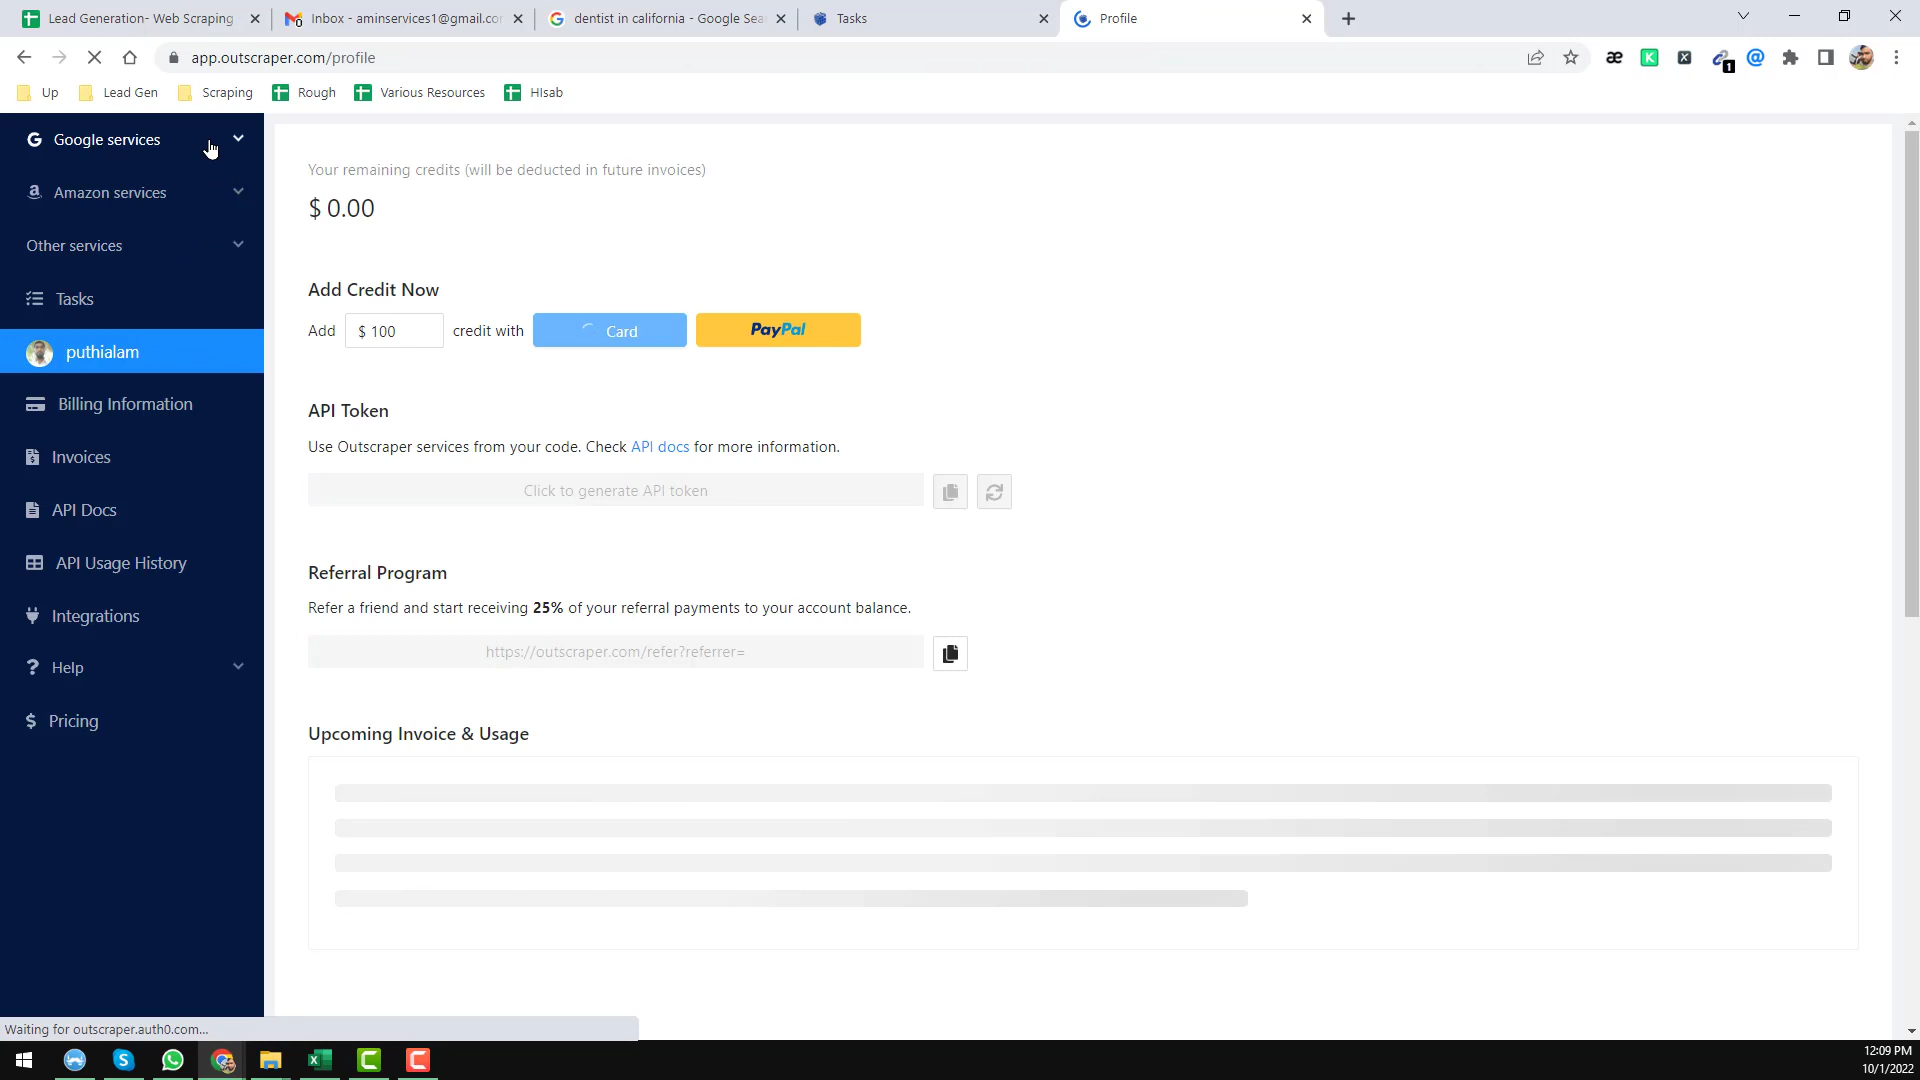 Lead Generation- Web Scraping
Inbox - aminservices1@gmail.co
dentist in california - Google Sea
Tasks
Profile
app.outscraper.com/profile
1
Up
Lead Gen
Scraping
Rough
Various Resources
HIsab
Google services
Amazon services
Other services
Tasks
puthialam
Billing Information
Invoices
API Docs
API Usage History
Integrations
Help
Pricing
Your remaining credits (will be deducted in future invoices)
$ 0.00
Add Credit Now
Add $ 100 credit with Card PayPal
API Token
Use Outscraper services from your code. Check API docs for more information.
Click to generate API token
Referral Program
Refer a friend and start receiving 25% of your referral payments to your account balance.
https://outscraper.com/refer?referrer=
Upcoming Invoice & Usage
Waiting for outscraper.auth0.com...
12:09 PM
10/1/2022